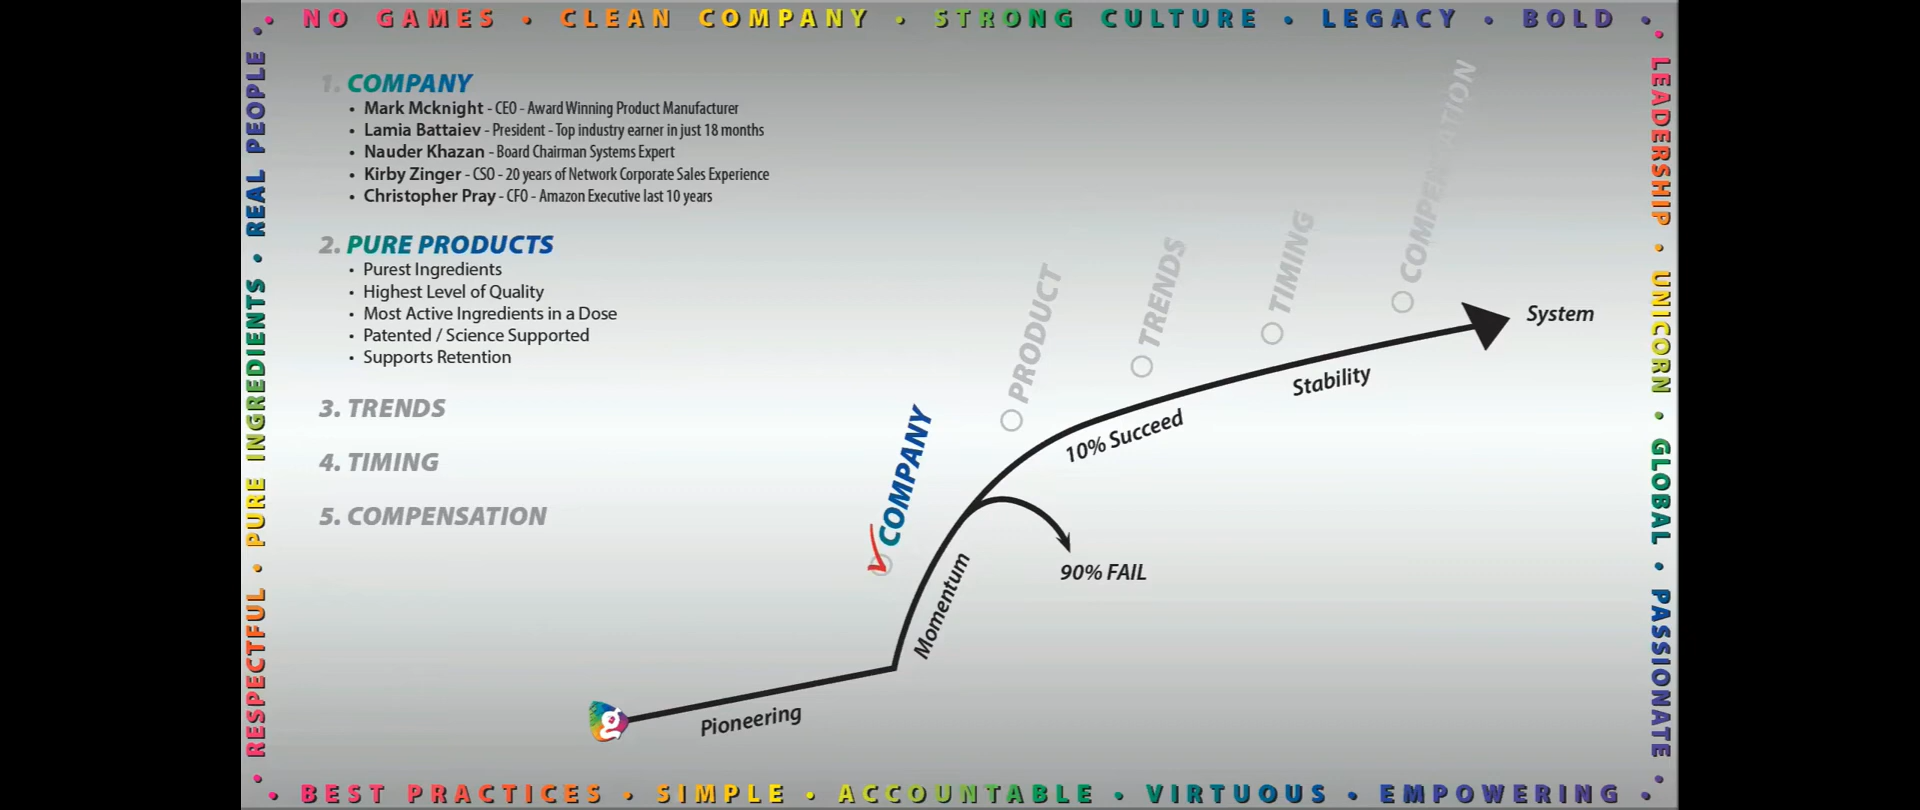 • NO GAMES • CLEAN COMPANY • STRONG CULTURE • LEGACY • BOLD •
• LEADERSHIP • UNICORN • GLOBAL • PASSIONATE •
• RESPECTFUL • PURE INGREDIENTS • REAL PEOPLE •
1. COMPANY
• Mark Mcknight - CEO - Award Winning Product Manufacturer
• Lamia Battaiev - President - Top industry earner in just 18 months
• Nauder Khazan - Board Chairman Systems Expert
• Kirby Zinger - CSO - 20 years of Network Corporate Sales Experience
• Christopher Pray - CFO - Amazon Executive last 10 years
2. PURE PRODUCTS
• Purest Ingredients
• Highest Level of Quality
• Most Active Ingredients in a Dose
• Patented / Science Supported
• Supports Retention
3. TRENDS
4. TIMING
5. COMPENSATION
COMPANY
PRODUCT
TRENDS
TIMING
COMPENSATION
System
Stability
10% Succeed
90% FAIL
Momentum
Pioneering
g
• BEST PRACTICES • SIMPLE • ACCOUNTABLE • VIRTUOUS • EMPOWERING •